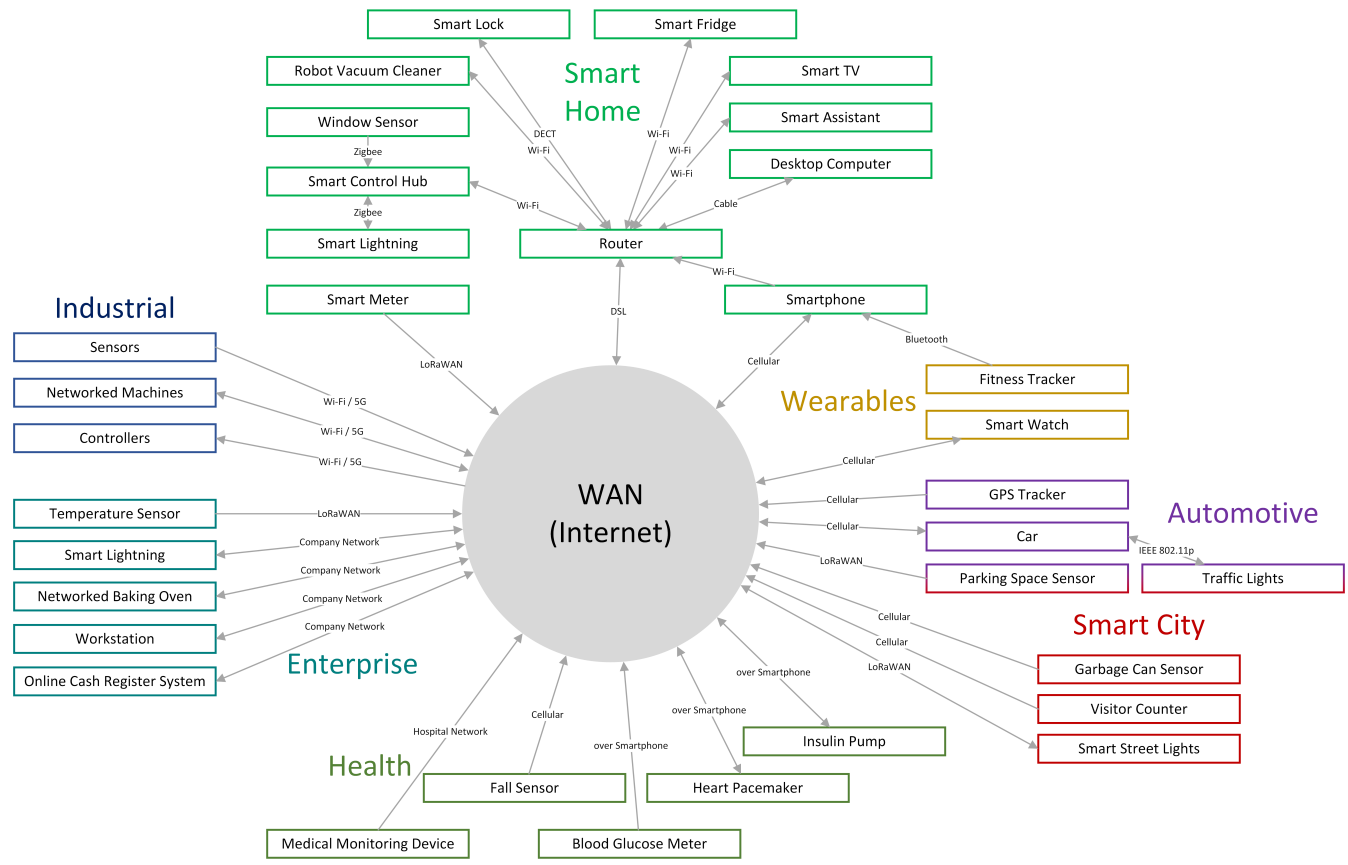 Smart Lock
Smart Fridge
Robot Vacuum Cleaner
Smart
Home
Smart TV
Window Sensor
Smart Assistant
DECT
Wi-Fi
Wi-Fi
Zigbee
Wi-Fi
Wi-Fi
Desktop Computer
Smart Control Hub
Wi-Fi
Cable
Zigbee
Smart Lightning
Router
Wi-Fi
Smart Meter
Smartphone
DSL
Industrial
Sensors
LoRaWAN
Cellular
Bluetooth
Networked Machines
Wi-Fi / 5G
Wearables
Fitness Tracker
Controllers
Wi-Fi / 5G
Smart Watch
Wi-Fi / 5G
Cellular
WAN
(Internet)
Temperature Sensor
LoRaWAN
Cellular
GPS Tracker
Automotive
Smart Lightning
Company Network
Cellular
Car
IEEE 802.11p
Networked Baking Oven
Company Network
LoRaWAN
Parking Space Sensor
Traffic Lights
Workstation
Company Network
Cellular
Smart City
Online Cash Register System
Company Network
Cellular
Enterprise
LoRaWAN
Garbage Can Sensor
over Smartphone
Visitor Counter
Hospital Network
Cellular
over Smartphone
Smart Street Lights
over Smartphone
Insulin Pump
Health
Fall Sensor
Heart Pacemaker
Medical Monitoring Device
Blood Glucose Meter